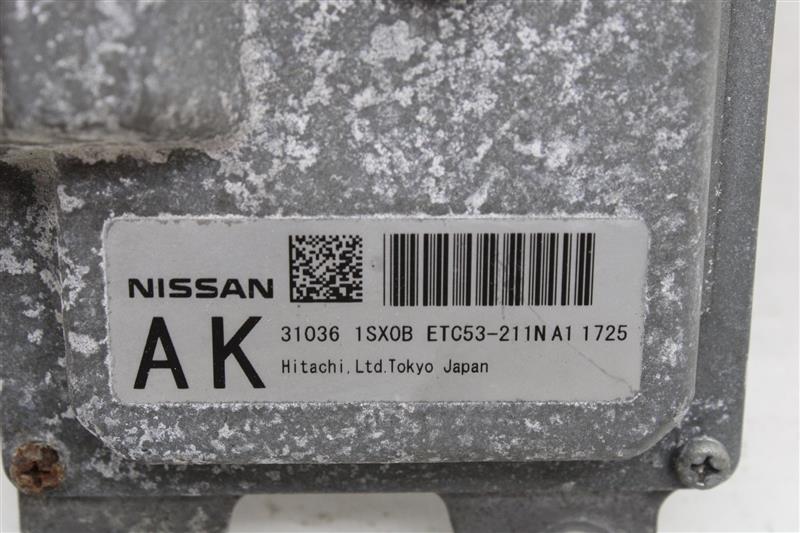 NISSAN
AK
31036 1SX0B ETC53-211N A1 1725
Hitachi, Ltd.Tokyo Japan